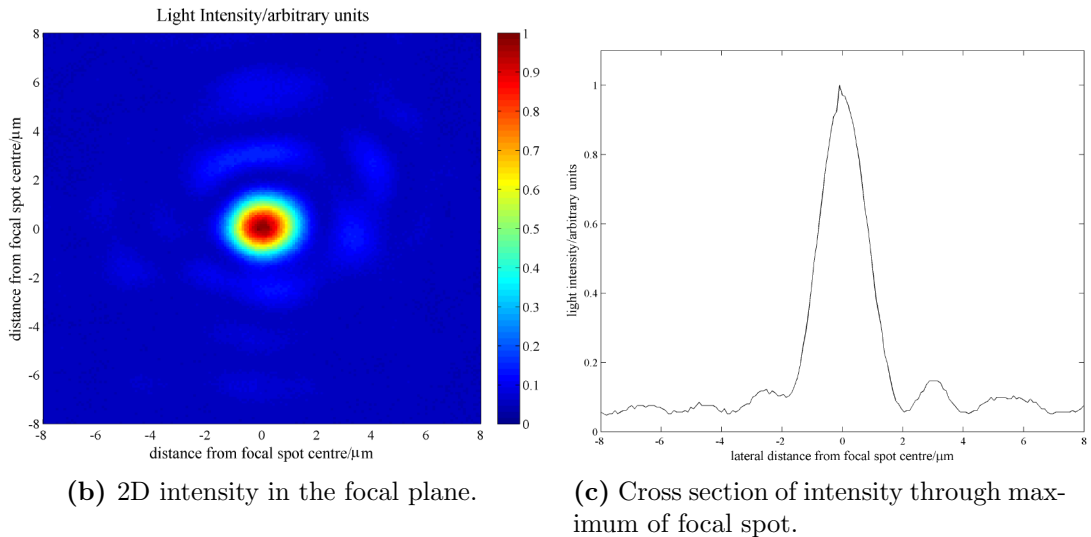 Light Intensity/arbitrary units
8
6
4
2
0
-2
-4
-6
-8
distance from focal spot centre/μm
-8 -6 -4 -2 0 2 4 6 8
distance from focal spot centre/μm
1
0.9
0.8
0.7
0.6
0.5
0.4
0.3
0.2
0.1
0
(b) 2D intensity in the focal plane.
1
0.8
0.6
0.4
0.2
0
light intensity/arbitrary units
-8 -6 -4 -2 0 2 4 6 8
lateral distance from focal spot centre/μm
(c) Cross section of intensity through max-
imum of focal spot.